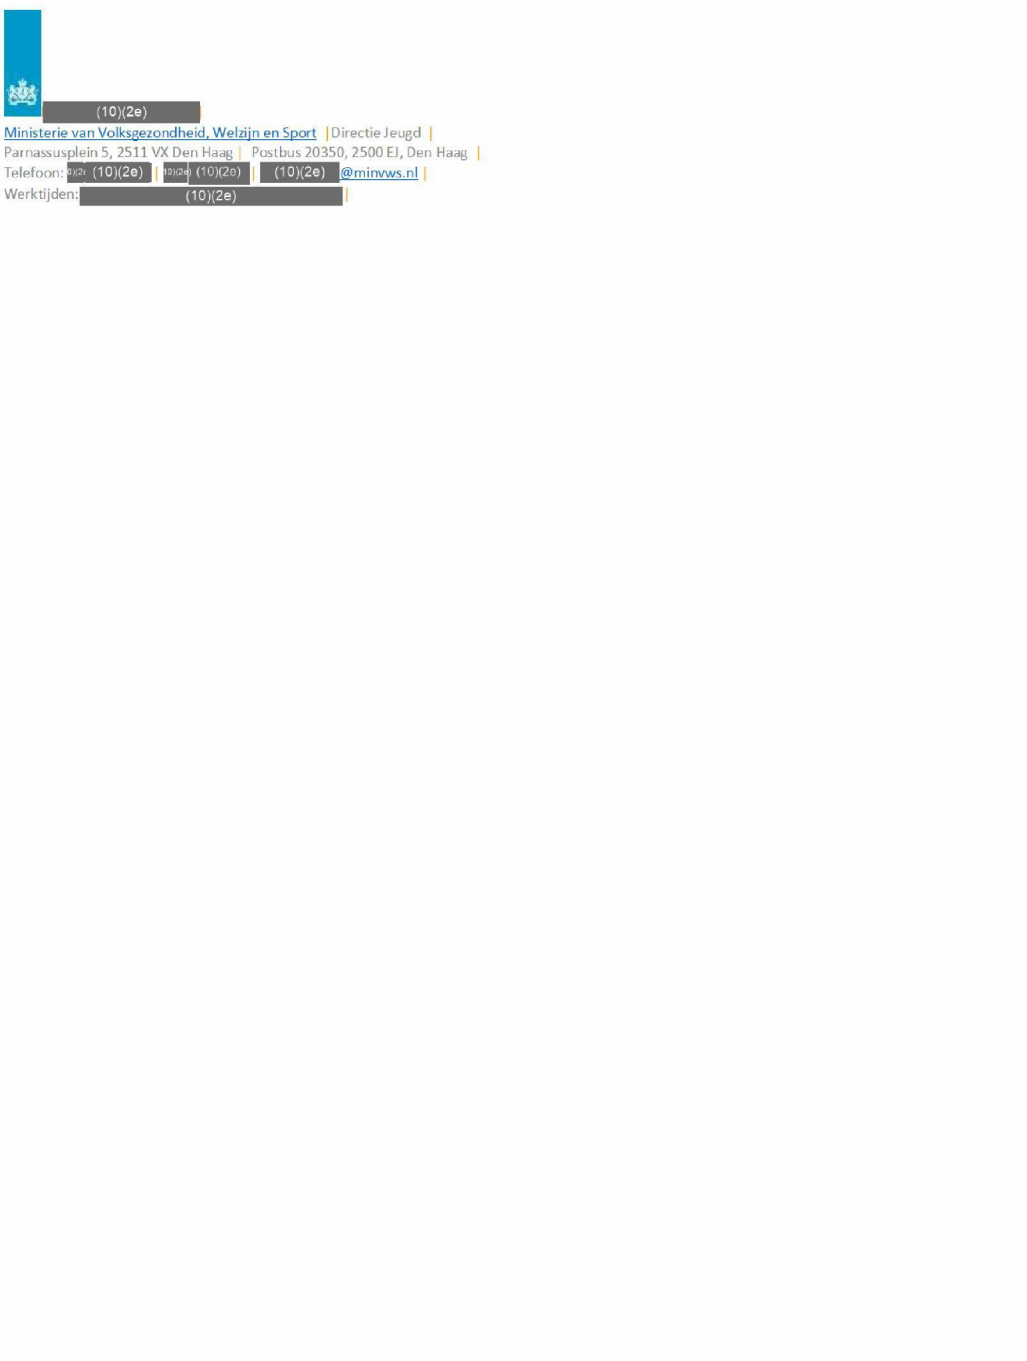 (10)(2e) |
Ministerie van Volksgezondheid, Welzijn en Sport | Directie Jeugd |
Parnassusplein 5, 2511 VX Den Haag | Postbus 20350, 2500 EJ, Den Haag |
Telefoon: (10)(2e) | (10)(2e) (10)(2e) | (10)(2e) @minvws.nl |
Werktijden: (10)(2e) |